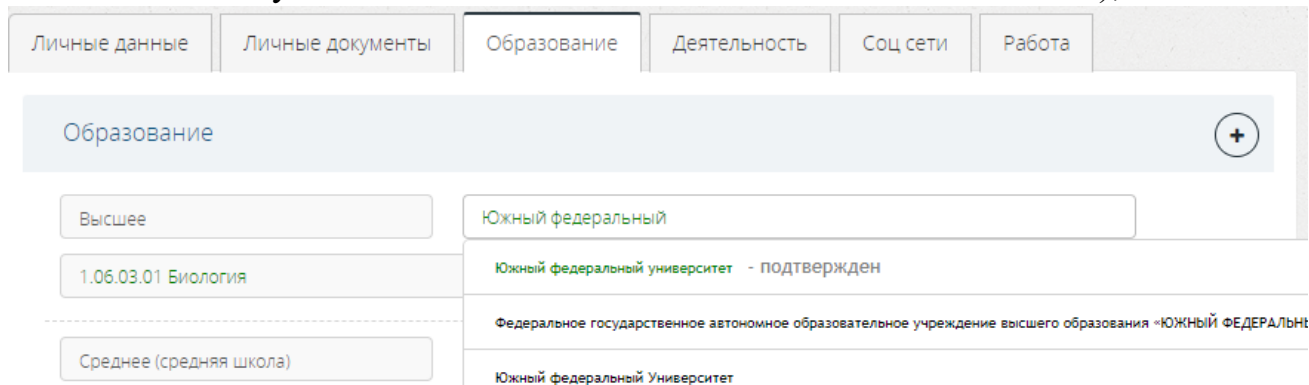 Личные данные Личные документы Образование Деятельность Соц сети Работа
Образование
Высшее Южный федеральный
Южный федеральный университет - подтвержден
1.06.03.01 Биология
Федеральное государственное автономное образовательное учреждение высшего образования «ЮЖНЫЙ ФЕДЕРАЛЬНЫ
Среднее (средняя школа)
Южный федеральный Университет